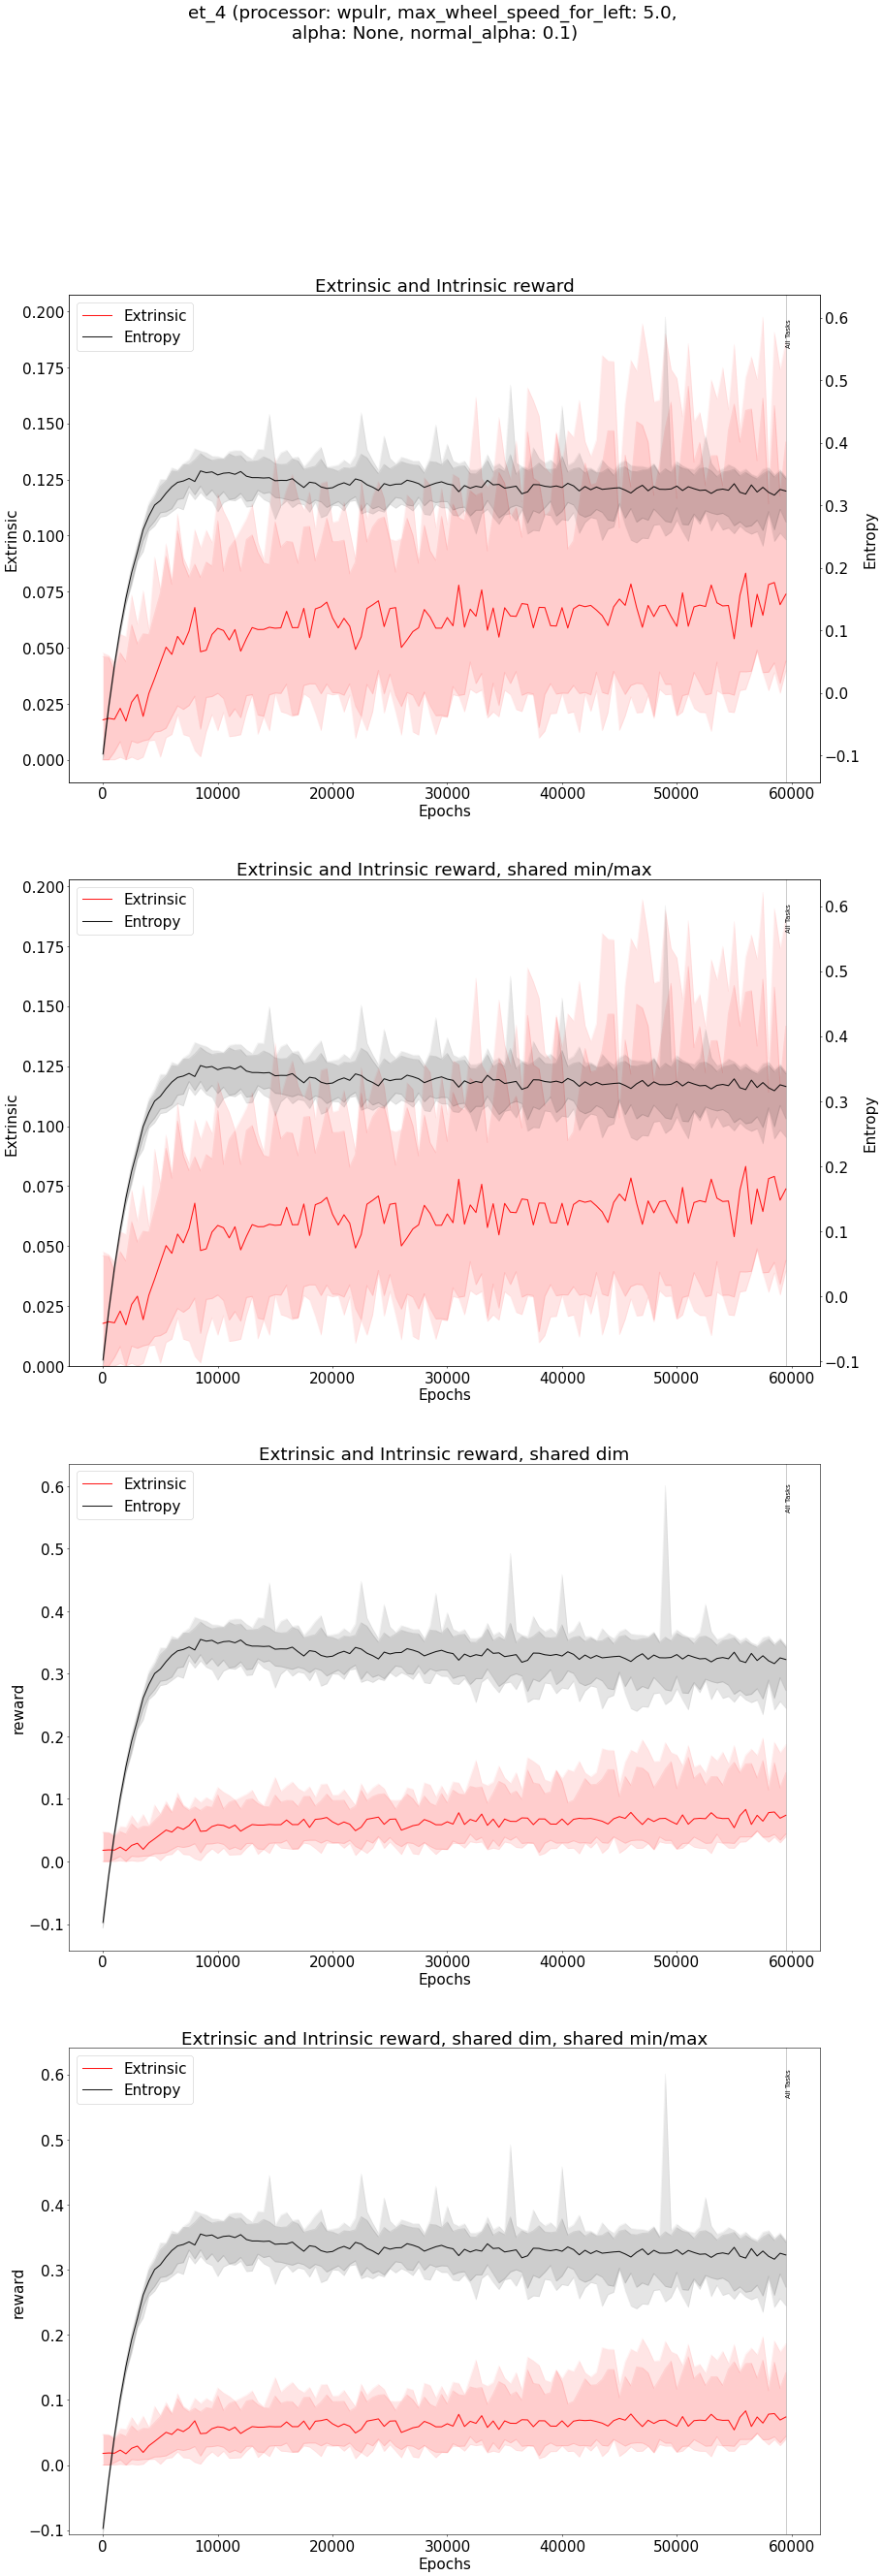 et_4 (processor: wpulr, max_wheel_speed_for_left: 5.0,
alpha: None, normal_alpha: 0.1)
Extrinsic and Intrinsic reward
Extrinsic
Entropy
All Tasks
0.200
0.175
0.150
0.125
0.100
0.075
0.050
0.025
0.000
Extrinsic
0.6
0.5
0.4
0.3
0.2
0.1
0.0
−0.1
Entropy
0 10000 20000 30000 40000 50000 60000
Epochs
Extrinsic and Intrinsic reward, shared min/max
Extrinsic
Entropy
All Tasks
0.200
0.175
0.150
0.125
0.100
0.075
0.050
0.025
0.000
Extrinsic
0.6
0.5
0.4
0.3
0.2
0.1
0.0
−0.1
Entropy
0 10000 20000 30000 40000 50000 60000
Epochs
Extrinsic and Intrinsic reward, shared dim
Extrinsic
Entropy
All Tasks
0.6
0.5
0.4
0.3
0.2
0.1
0.0
−0.1
reward
0 10000 20000 30000 40000 50000 60000
Epochs
Extrinsic and Intrinsic reward, shared dim, shared min/max
Extrinsic
Entropy
All Tasks
0.6
0.5
0.4
0.3
0.2
0.1
0.0
−0.1
reward
0 10000 20000 30000 40000 50000 60000
Epochs